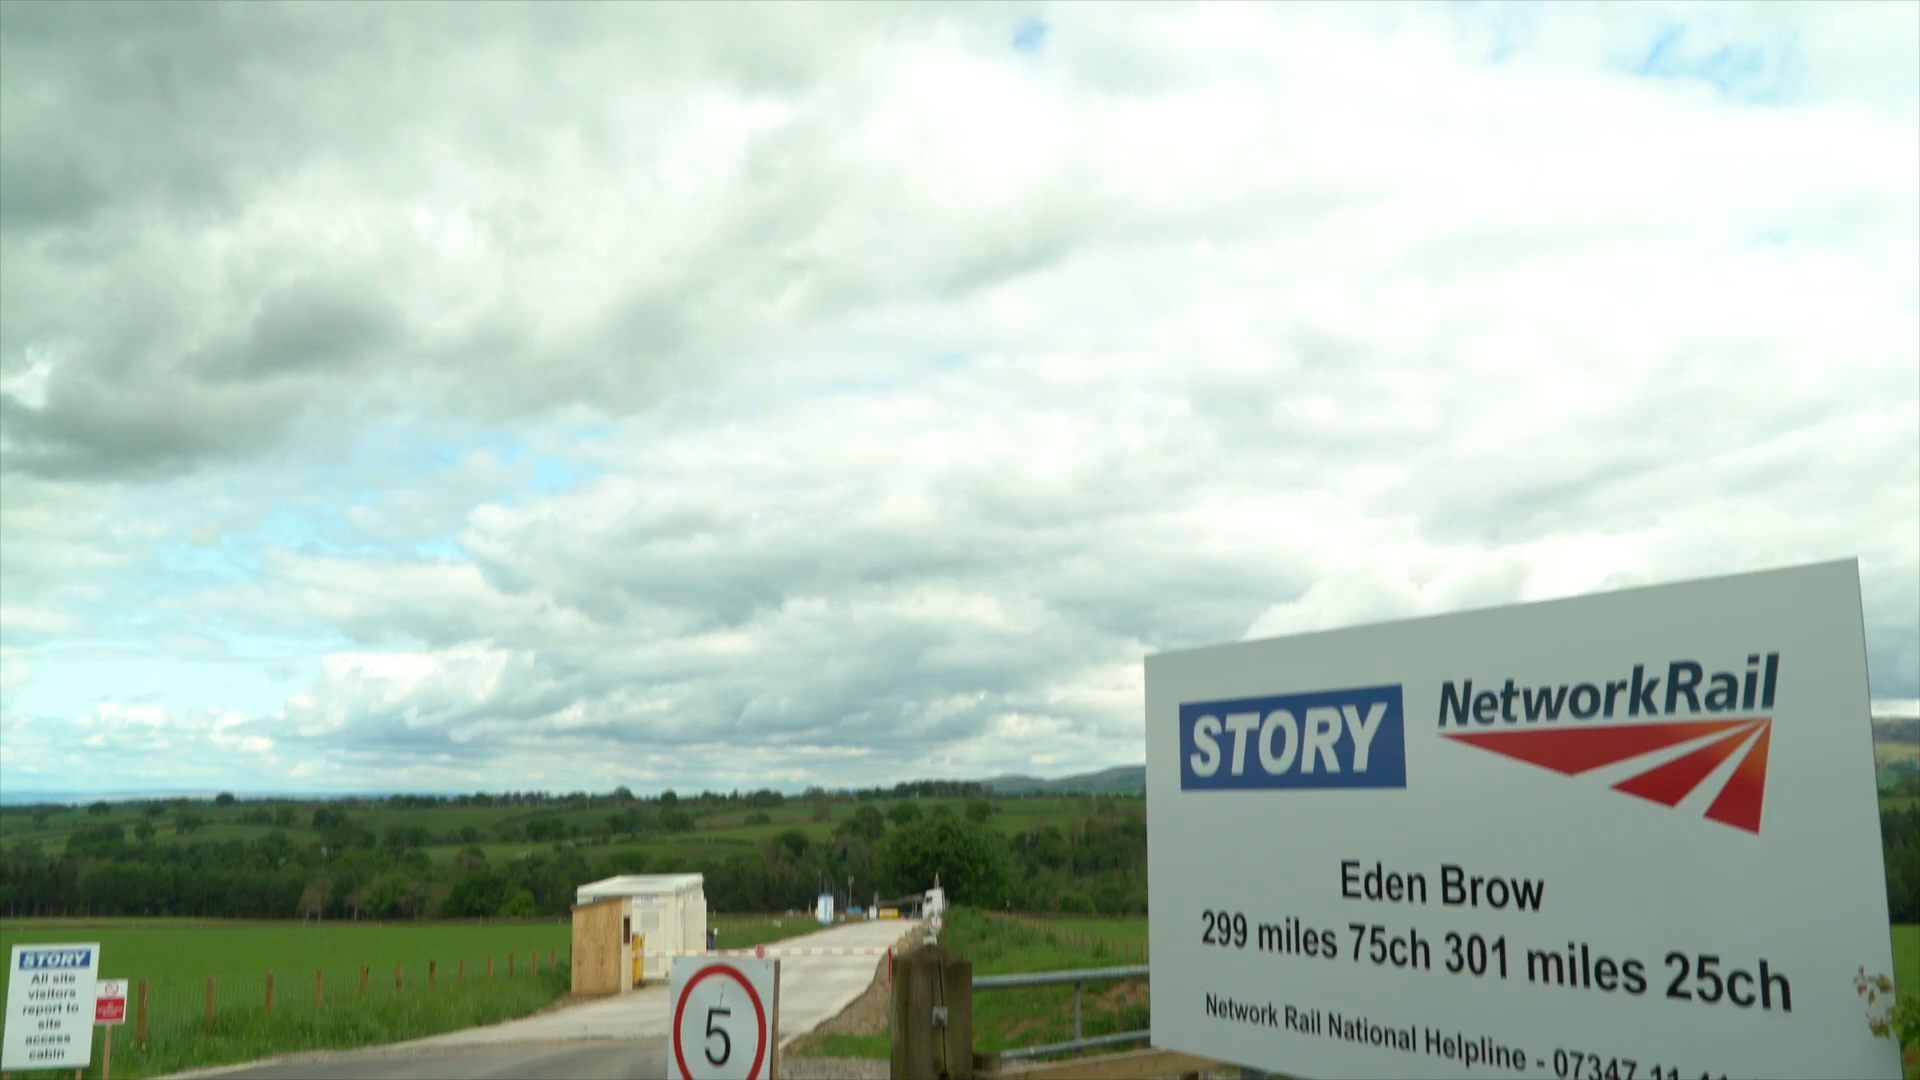 STORY
NetworkRail
Eden Brow
299 miles 75ch 301 miles 25ch
Network Rail National Helpline - 07347 11
STORY
All site
visitors
report to
site
access
cabin
5